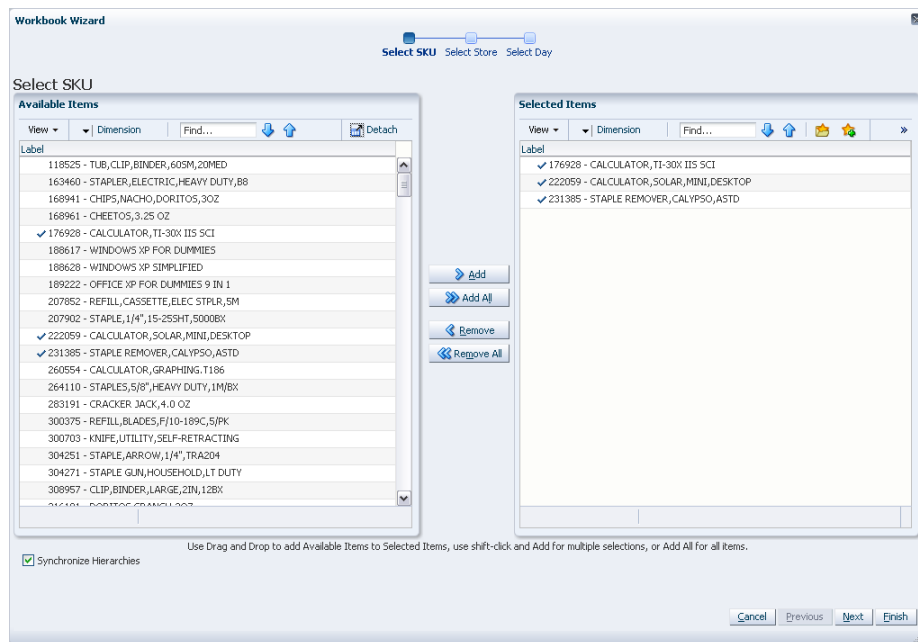 Workbook Wizard
Select SKU Select Store Select Day
Select SKU
Available Items
View Dimension Find... Detach
Label
118525 - TUB,CLIP,BINDER,60SM,20MED
163460 - STAPLER,ELECTRIC,HEAVY DUTY,B8
168941 - CHIPS,NACHO,DORITOS,3OZ
168961 - CHEETOS,3.25 OZ
176928 - CALCULATOR,TI-30X IIS SCI
188617 - WINDOWS XP FOR DUMMIES
188628 - WINDOWS XP SIMPLIFIED
189222 - OFFICE XP FOR DUMMIES 9 IN 1
207852 - REFILL,CASSETTE,ELEC STPLR,5M
207902 - STAPLE,1/4",15-25SHT,5000BX
222059 - CALCULATOR,SOLAR,MINI,DESKTOP
231385 - STAPLE REMOVER,CALYPSO,ASTD
260554 - CALCULATOR,GRAPHING.T186
264110 - STAPLES,5/8",HEAVY DUTY,1M/BX
283191 - CRACKER JACK,4.0 OZ
300375 - REFILL,BLADES,F/10-189C,5/PK
300703 - KNIFE,UTILITY,SELF-RETRACTING
304251 - STAPLE,ARROW,1/4",TRA204
304271 - STAPLE GUN,HOUSEHOLD,LT DUTY
308957 - CLIP,BINDER,LARGE,2IN,12BX
Add
Add All
Remove
Remove All
Selected Items
View Dimension Find... »
Label
176928 - CALCULATOR,TI-30X IIS SCI
222059 - CALCULATOR,SOLAR,MINI,DESKTOP
231385 - STAPLE REMOVER,CALYPSO,ASTD
Use Drag and Drop to add Available Items to Selected Items, use shift-click and Add for multiple selections, or Add All for all items.
Synchronize Hierarchies
Cancel Previous Next Finish